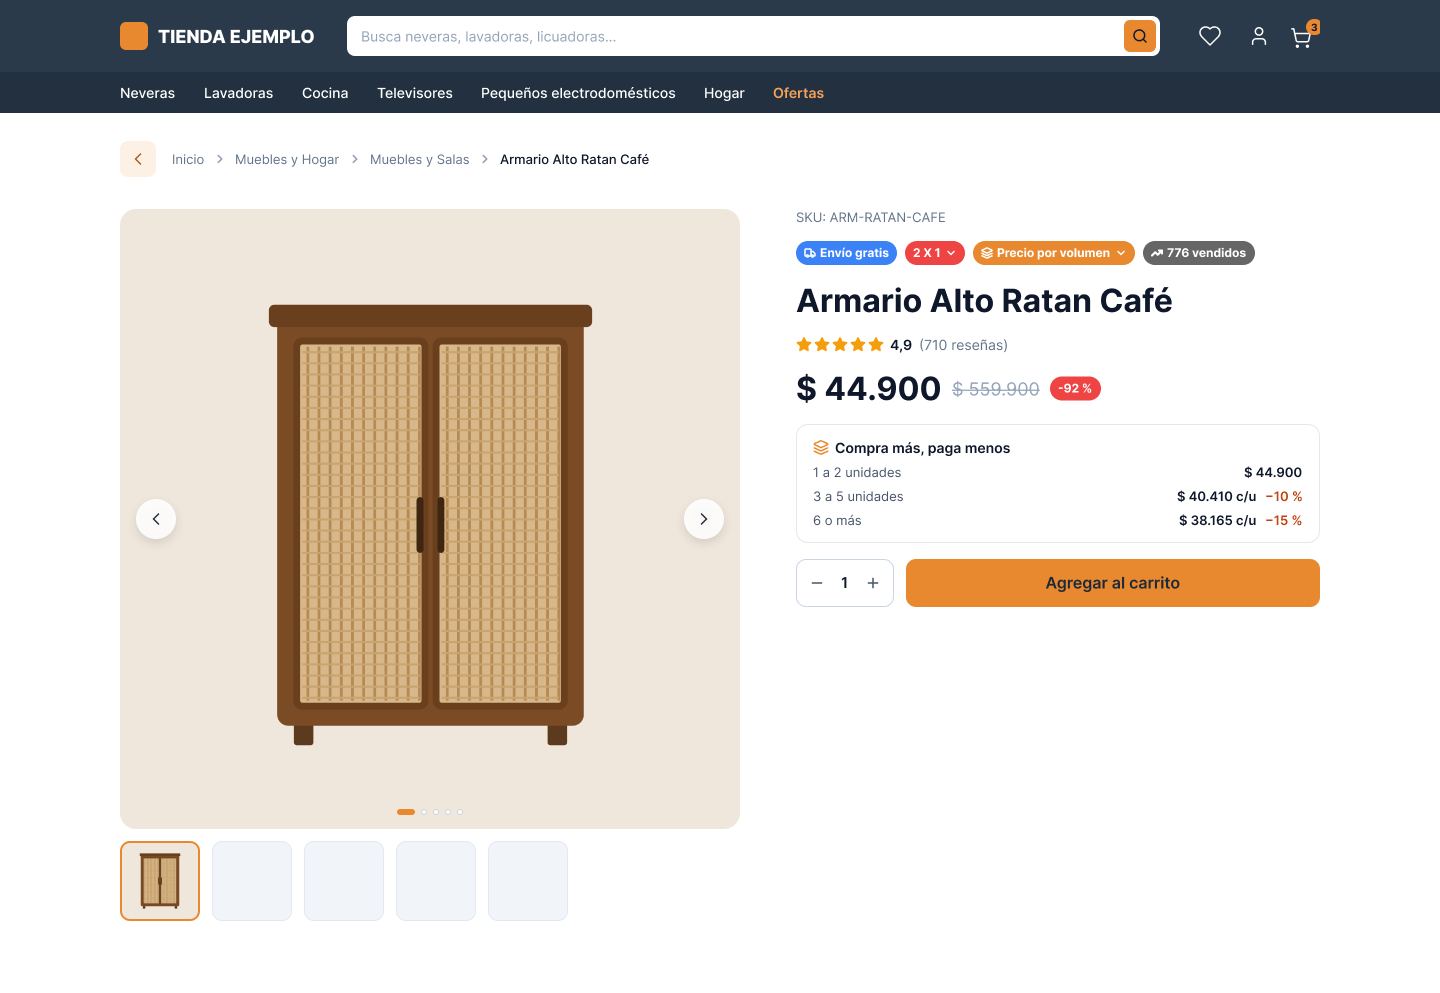 TIENDA EJEMPLO
Busca neveras, lavadoras, licuadoras...
3
Neveras Lavadoras Cocina Televisores Pequeños electrodomésticos Hogar Ofertas
Inicio Muebles y Hogar Muebles y Salas Armario Alto Ratan Café
SKU: ARM-RATAN-CAFE
Envío gratis 2 X 1 Precio por volumen 776 vendidos
Armario Alto Ratan Café
4,9 (710 reseñas)
$ 44.900 $ 559.900 -92 %
Compra más, paga menos
1 a 2 unidades $ 44.900
3 a 5 unidades $ 40.410 c/u −10 %
6 o más $ 38.165 c/u −15 %
1 Agregar al carrito